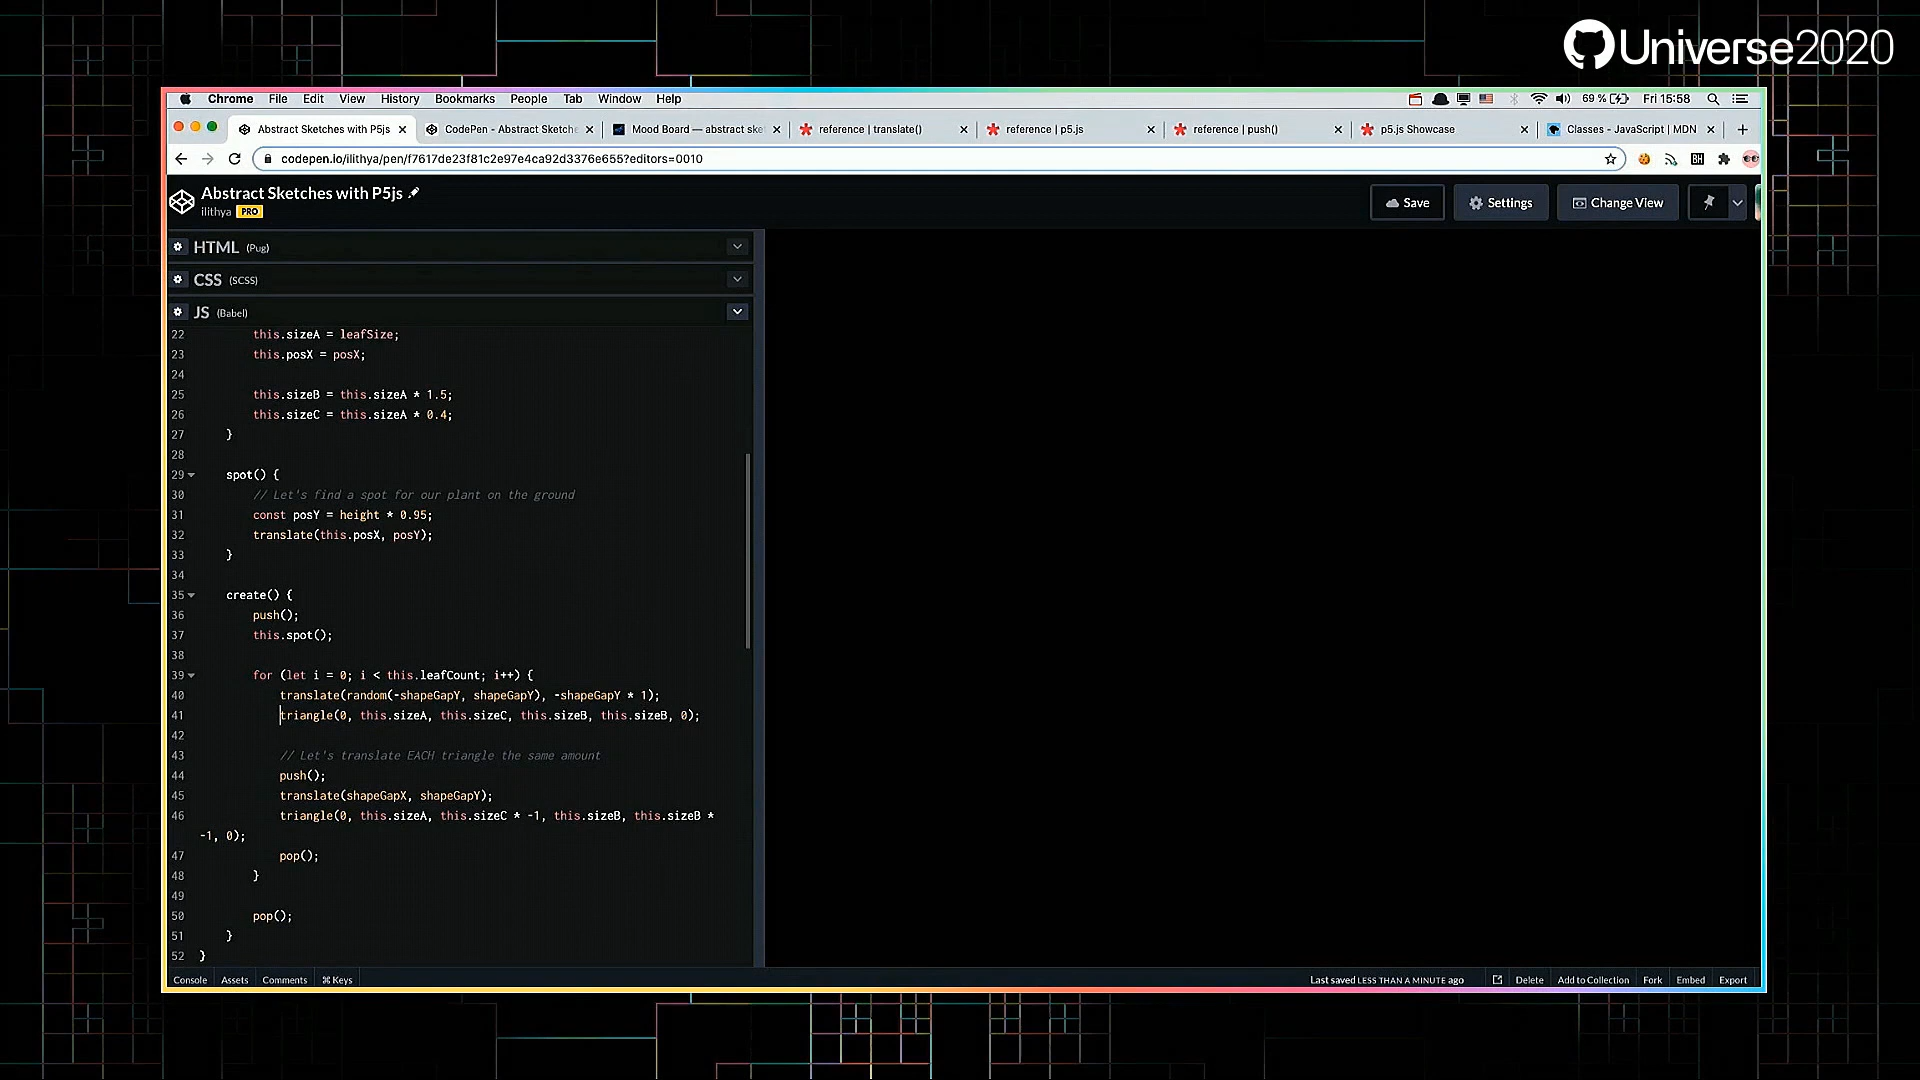 Universe2020
Chrome File Edit View History Bookmarks People Tab Window Help 69 % Fri 15:58
Abstract Sketches with P5js CodePen - Abstract Sketche Mood Board — abstract ske reference | translate() reference | p5.js reference | push() p5.js Showcase Classes - JavaScript | MDN
codepen.io/ilithya/pen/f7617de23f81c2e97e4ca92d3376e655?editors=0010
BH
Abstract Sketches with P5js
ilithya PRO
Save Settings Change View
HTML (Pug)
CSS (SCSS)
JS (Babel)
22 this.sizeA = leafSize;
23 this.posX = posX;
24
25 this.sizeB = this.sizeA * 1.5;
26 this.sizeC = this.sizeA * 0.4;
27 }
28
29 spot() {
30 // Let's find a spot for our plant on the ground
31 const posY = height * 0.95;
32 translate(this.posX, posY);
33 }
34
35 create() {
36 push();
37 this.spot();
38
39 for (let i = 0; i < this.leafCount; i++) {
40 translate(random(-shapeGapY, shapeGapY), -shapeGapY * 1);
41 triangle(0, this.sizeA, this.sizeC, this.sizeB, this.sizeB, 0);
42
43 // Let's translate EACH triangle the same amount
44 push();
45 translate(shapeGapX, shapeGapY);
46 triangle(0, this.sizeA, this.sizeC * -1, this.sizeB, this.sizeB *
-1, 0);
47 pop();
48 }
49
50 pop();
51 }
52 }
Console Assets Comments ⌘ Keys Last saved LESS THAN A MINUTE ago Delete Add to Collection Fork Embed Export